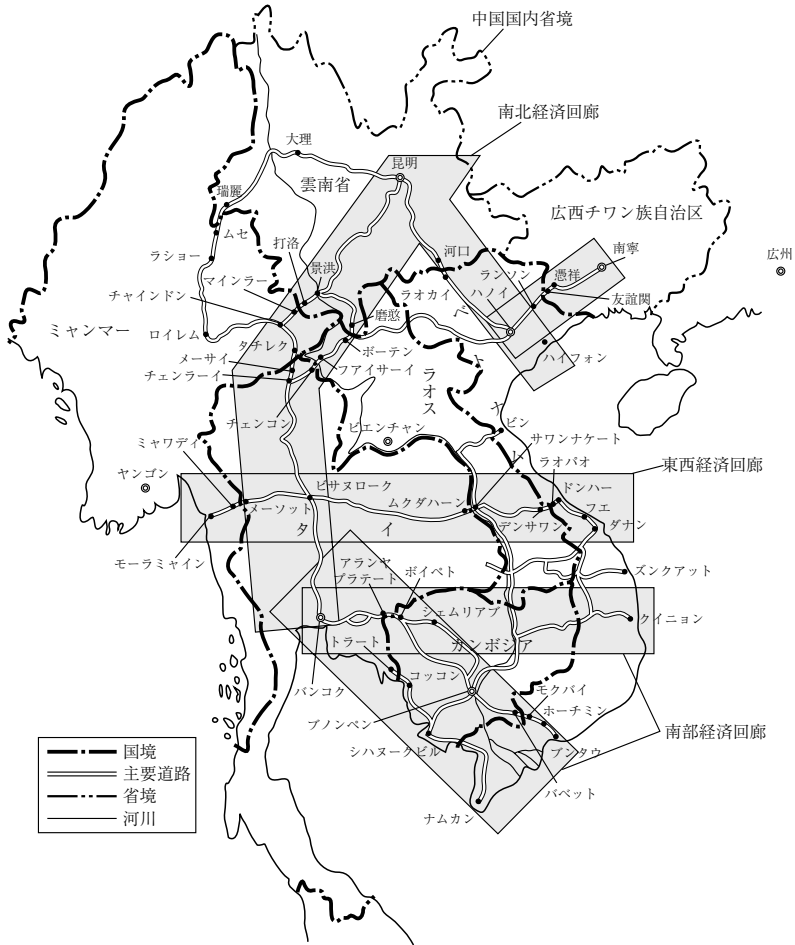 中国国内省境
南北経済回廊
大理
昆明
雲南省
広西チワン族自治区
瑞麗
広州
南寧
ムセ
打洛
河口
憑祥
ランソン
ラショー
景洪
ハノイ
マインラー
ラオカイ
友誼関
チャインドン
ベ
磨憨
ミャンマー
ロイレム
タチレク
ボーテン
ハイフォン
メーサイ
フアイサーイ
チェンラーイ
ラオス
ト
ナ
チェンコン
ビン
ビエンチャン
サワンナケート
ミャワディ
ム
ラオバオ
東西経済回廊
ヤンゴン
ピサヌローク
ドンハー
ムクダハーン
フエ
メーソット
デンサワン
ダナン
タイ
モーラミャイン
アランヤ
プラテート
ポイペト
ズンクアット
シェムリアプ
クイニョン
トラート
カンボジア
コッコン
バンコク
モクバイ
プノンペン
ホーチミン
南部経済回廊
シハヌークビル
ブンタウ
国境
主要道路
省境
河川
バベット
ナムカン